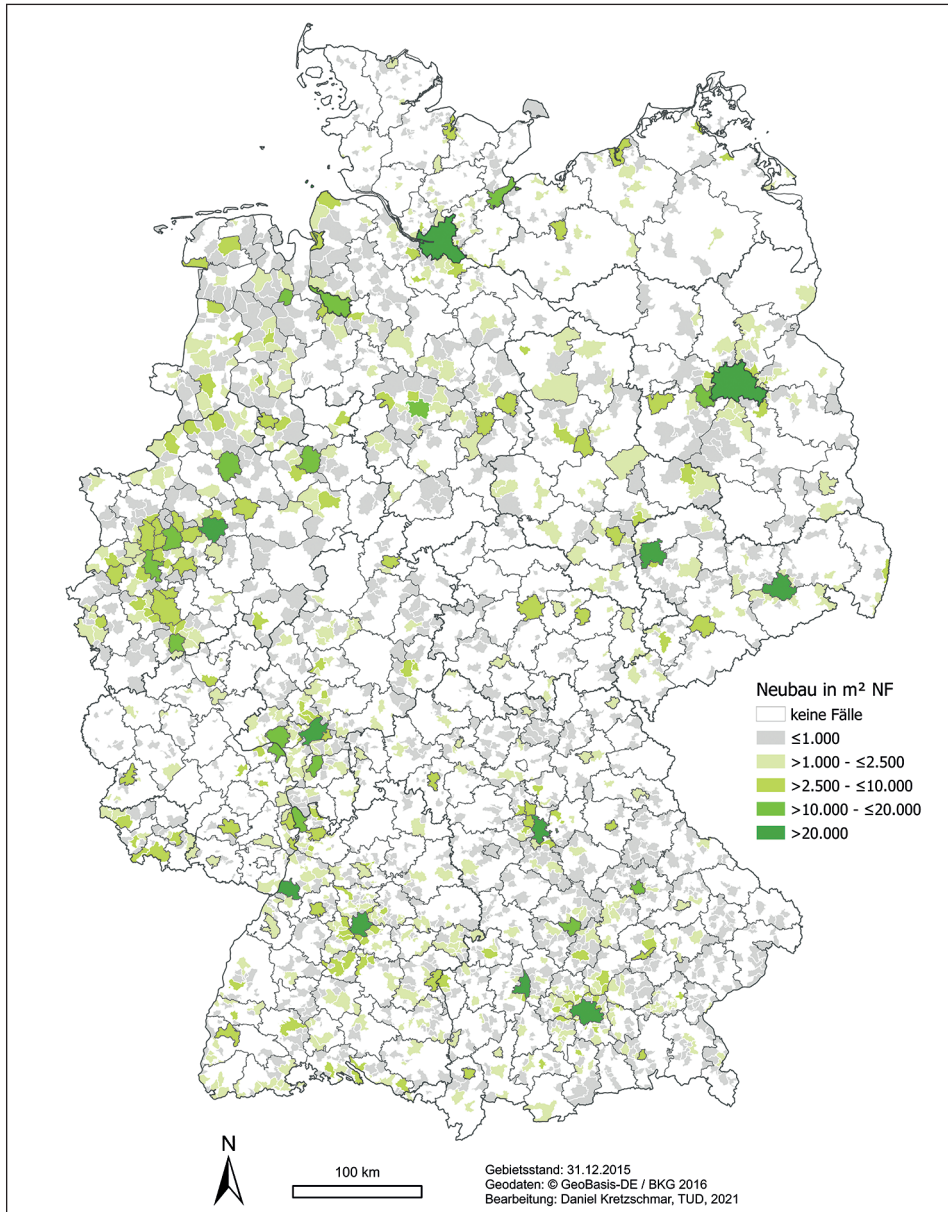 Neubau in m² NF
keine Fälle
≤1.000
>1.000 - ≤2.500
>2.500 - ≤10.000
>10.000 - ≤20.000
>20.000
N
100 km
Gebietsstand: 31.12.2015
Geodaten: © GeoBasis-DE / BKG 2016
Bearbeitung: Daniel Kretzschmar, TUD, 2021